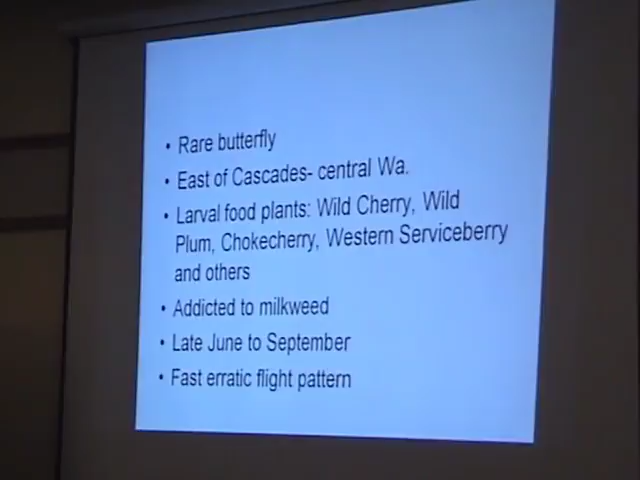 • Rare butterfly
• East of Cascades- central Wa.
• Larval food plants: Wild Cherry, Wild
Plum, Chokecherry, Western Serviceberry
and others
• Addicted to milkweed
• Late June to September
• Fast erratic flight pattern